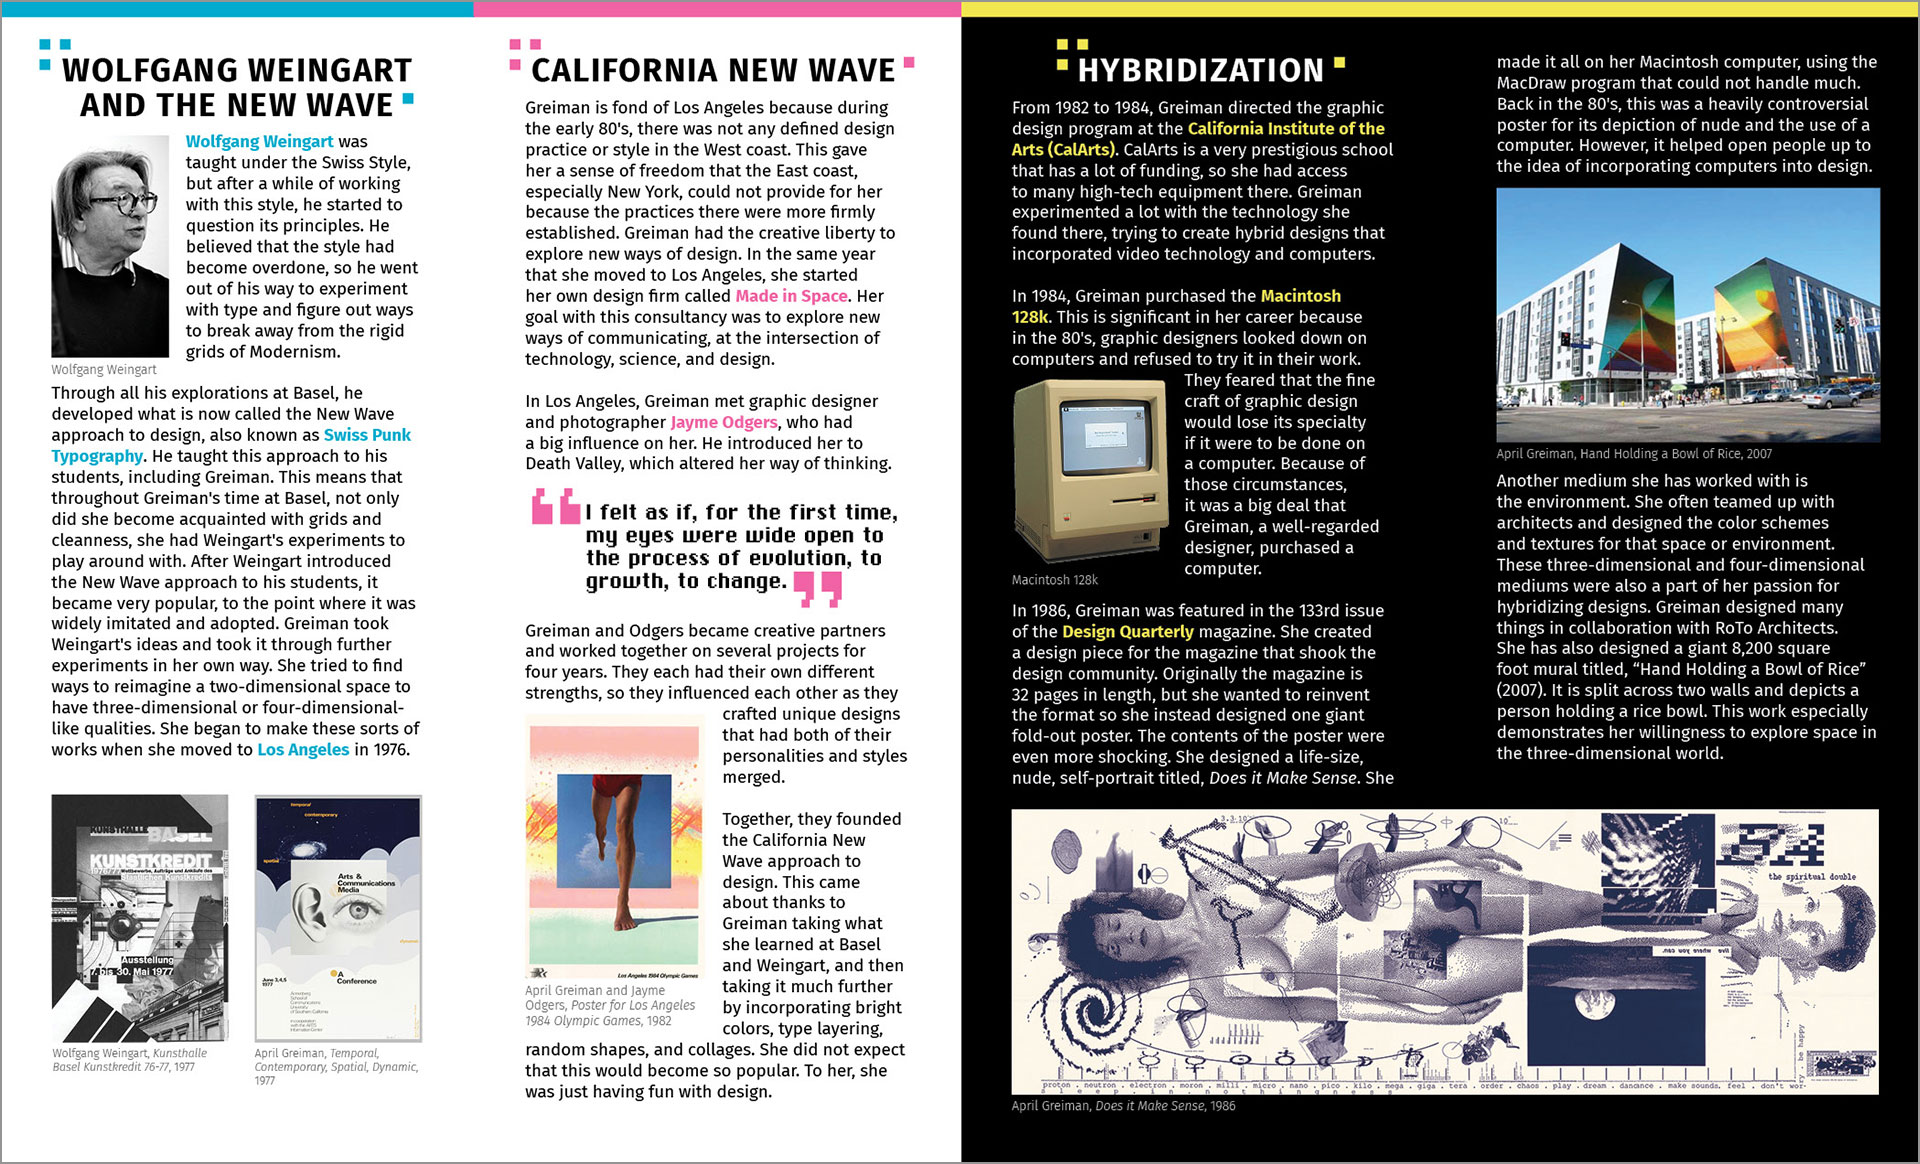 WOLFGANG WEINGART
AND THE NEW WAVE
Wolfgang Weingart was
taught under the Swiss Style,
but after a while of working
with this style, he started to
question its principles. He
believed that the style had
become overdone, so he went
out of his way to experiment
with type and figure out ways
to break away from the rigid
grids of Modernism.
Wolfgang Weingart
Through all his explorations at Basel, he
developed what is now called the New Wave
approach to design, also known as Swiss Punk
Typography. He taught this approach to his
students, including Greiman. This means that
throughout Greiman's time at Basel, not only
did she become acquainted with grids and
cleanness, she had Weingart's experiments to
play around with. After Weingart introduced
the New Wave approach to his students, it
became very popular, to the point where it was
widely imitated and adopted. Greiman took
Weingart's ideas and took it through further
experiments in her own way. She tried to find
ways to reimagine a two-dimensional space to
have three-dimensional or four-dimensional-
like qualities. She began to make these sorts of
works when she moved to Los Angeles in 1976.
KUNSTHALLE
BASEL
KUNSTKREDIT
Wettbewerbe, Aufträge und Ankäufe des
Staatlichen Kunstkredits
Ausstellung
7. bis 30. Mai 1977
Wolfgang Weingart, Kunsthalle
Basel Kunstkredit 76-77, 1977
temporal
contemporary
spatial
Arts &
Communications
Media
dynamic
A
Conference
June 3,4,5
1977
April Greiman, Temporal,
Contemporary, Spatial, Dynamic,
1977
CALIFORNIA NEW WAVE
Greiman is fond of Los Angeles because during
the early 80's, there was not any defined design
practice or style in the West coast. This gave
her a sense of freedom that the East coast,
especially New York, could not provide for her
because the practices there were more firmly
established. Greiman had the creative liberty to
explore new ways of design. In the same year
that she moved to Los Angeles, she started
her own design firm called Made in Space. Her
goal with this consultancy was to explore new
ways of communicating, at the intersection of
technology, science, and design.
In Los Angeles, Greiman met graphic designer
and photographer Jayme Odgers, who had
a big influence on her. He introduced her to
Death Valley, which altered her way of thinking.
“I felt as if, for the first time,
my eyes were wide open to
the process of evolution, to
growth, to change.”
Greiman and Odgers became creative partners
and worked together on several projects for
four years. They each had their own different
strengths, so they influenced each other as they
crafted unique designs
that had both of their
personalities and styles
merged.
Together, they founded
the California New
Wave approach to
design. This came
about thanks to
Greiman taking what
she learned at Basel
and Weingart, and then
taking it much further
by incorporating bright
colors, type layering,
random shapes, and collages. She did not expect
that this would become so popular. To her, she
was just having fun with design.
Los Angeles 1984 Olympic Games
April Greiman and Jayme
Odgers, Poster for Los Angeles
1984 Olympic Games, 1982
HYBRIDIZATION
From 1982 to 1984, Greiman directed the graphic
design program at the California Institute of the
Arts (CalArts). CalArts is a very prestigious school
that has a lot of funding, so she had access
to many high-tech equipment there. Greiman
experimented a lot with the technology she
found there, trying to create hybrid designs that
incorporated video technology and computers.
In 1984, Greiman purchased the Macintosh
128k. This is significant in her career because
in the 80's, graphic designers looked down on
computers and refused to try it in their work.
They feared that the fine
craft of graphic design
would lose its specialty
if it were to be done on
a computer. Because of
those circumstances,
it was a big deal that
Greiman, a well-regarded
designer, purchased a
computer.
Macintosh 128k
In 1986, Greiman was featured in the 133rd issue
of the Design Quarterly magazine. She created
a design piece for the magazine that shook the
design community. Originally the magazine is
32 pages in length, but she wanted to reinvent
the format so she instead designed one giant
fold-out poster. The contents of the poster were
even more shocking. She designed a life-size,
nude, self-portrait titled, Does it Make Sense. She
made it all on her Macintosh computer, using the
MacDraw program that could not handle much.
Back in the 80's, this was a heavily controversial
poster for its depiction of nude and the use of a
computer. However, it helped open people up to
the idea of incorporating computers into design.
April Greiman, Hand Holding a Bowl of Rice, 2007
Another medium she has worked with is
the environment. She often teamed up with
architects and designed the color schemes
and textures for that space or environment.
These three-dimensional and four-dimensional
mediums were also a part of her passion for
hybridizing designs. Greiman designed many
things in collaboration with RoTo Architects.
She has also designed a giant 8,200 square
foot mural titled, “Hand Holding a Bowl of Rice”
(2007). It is split across two walls and depicts a
person holding a rice bowl. This work especially
demonstrates her willingness to explore space in
the three-dimensional world.
the spiritual double
live where you can.
proton . neutron . electron . moron . milli . micro . nano . pico . kilo . mega . giga . tera . order . chaos . play . dream . dancance . make sounds. feel . don't wor-
ry. be happy
April Greiman, Does it Make Sense, 1986